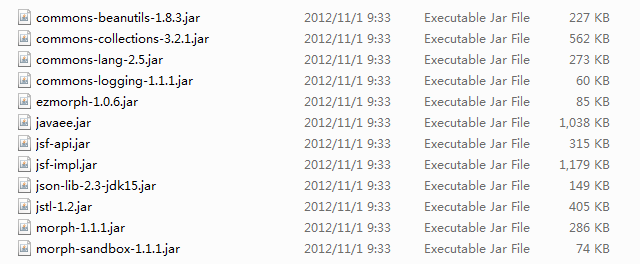 commons-beanutils-1.8.3.jar 2012/11/1 9:33 Executable Jar File 227 KB
commons-collections-3.2.1.jar 2012/11/1 9:33 Executable Jar File 562 KB
commons-lang-2.5.jar 2012/11/1 9:33 Executable Jar File 273 KB
commons-logging-1.1.1.jar 2012/11/1 9:33 Executable Jar File 60 KB
ezmorph-1.0.6.jar 2012/11/1 9:33 Executable Jar File 85 KB
javaee.jar 2012/11/1 9:33 Executable Jar File 1,038 KB
jsf-api.jar 2012/11/1 9:33 Executable Jar File 315 KB
jsf-impl.jar 2012/11/1 9:33 Executable Jar File 1,179 KB
json-lib-2.3-jdk15.jar 2012/11/1 9:33 Executable Jar File 149 KB
jstl-1.2.jar 2012/11/1 9:33 Executable Jar File 405 KB
morph-1.1.1.jar 2012/11/1 9:33 Executable Jar File 286 KB
morph-sandbox-1.1.1.jar 2012/11/1 9:33 Executable Jar File 74 KB